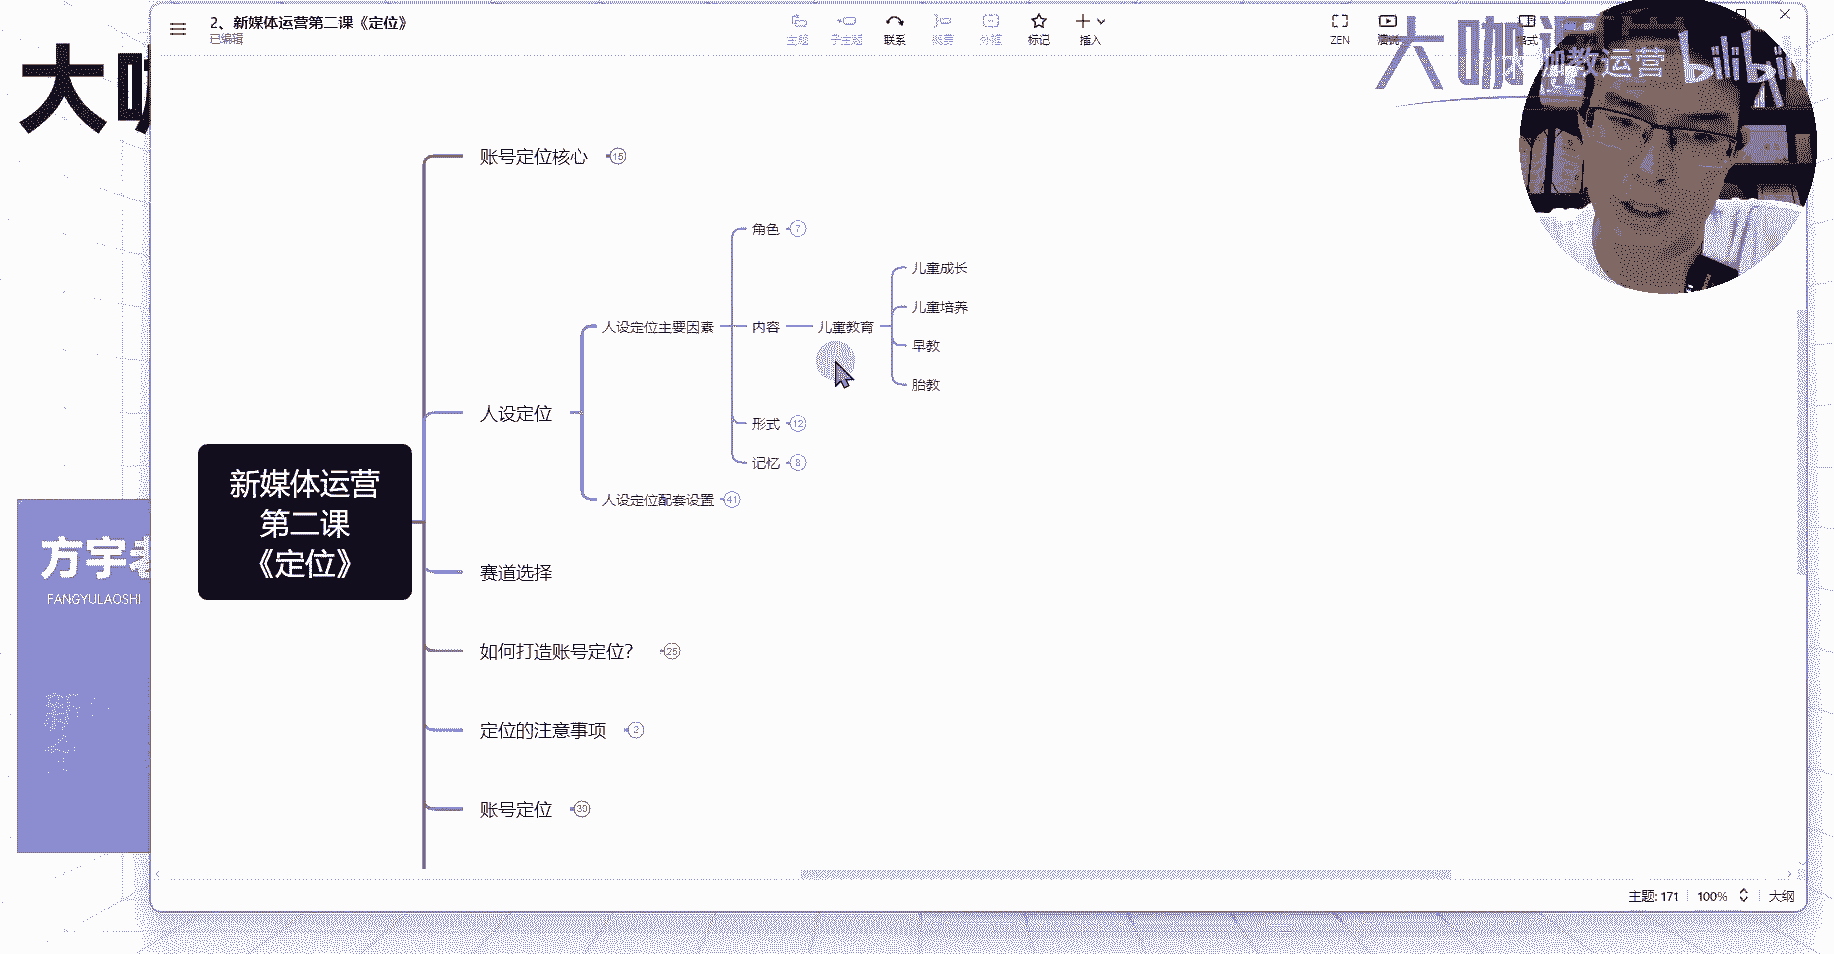 2、新媒体运营第二课《定位》
已编辑
主题
子主题
联系
概要
外框
标记
插入
ZEN
演说
格式
大咖
大咖
咖教运营 bilibili
账号定位核心 15
角色 7
儿童成长
儿童培养
人设定位主要因素
内容
儿童教育
早教
胎教
人设定位
形式 12
记忆 8
人设定位配套设置 41
新媒体运营
第二课
《定位》
方宇老
FANGYULAOSHI
赛道选择
如何打造账号定位？ 25
定位的注意事项 2
账号定位 39
主题: 171
100%
大纲